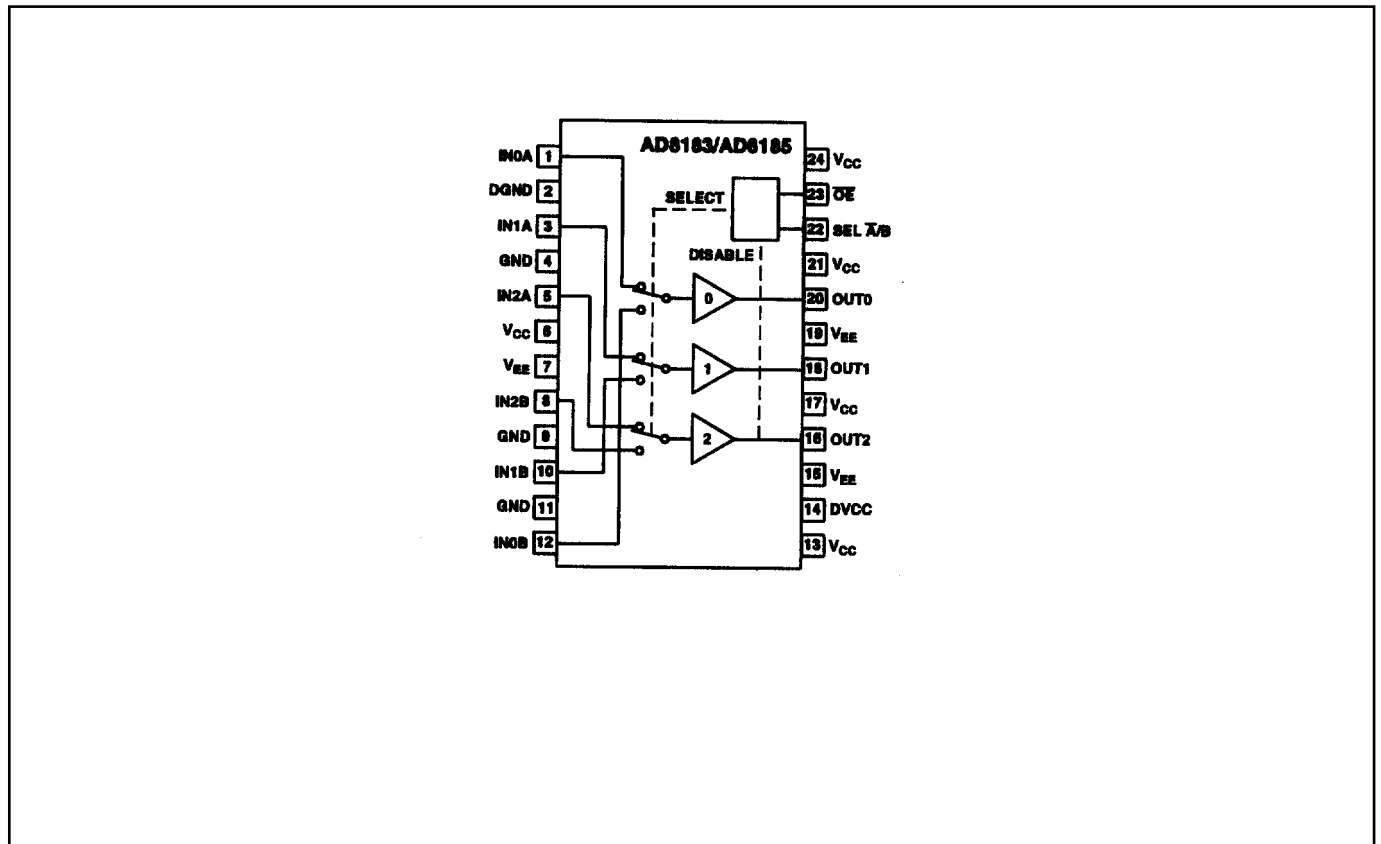 AD8183/AD8185
IN0A 1
DGND 2
IN1A 3
GND 4
IN2A 5
VCC 6
VEE 7
IN2B 8
GND 9
IN1B 10
GND 11
IN0B 12
SELECT
DISABLE
0
1
2
24 VCC
23 O̅E̅
22 SEL A̅/B
21 VCC
20 OUT0
19 VEE
18 OUT1
17 VCC
16 OUT2
15 VEE
14 DVCC
13 VCC